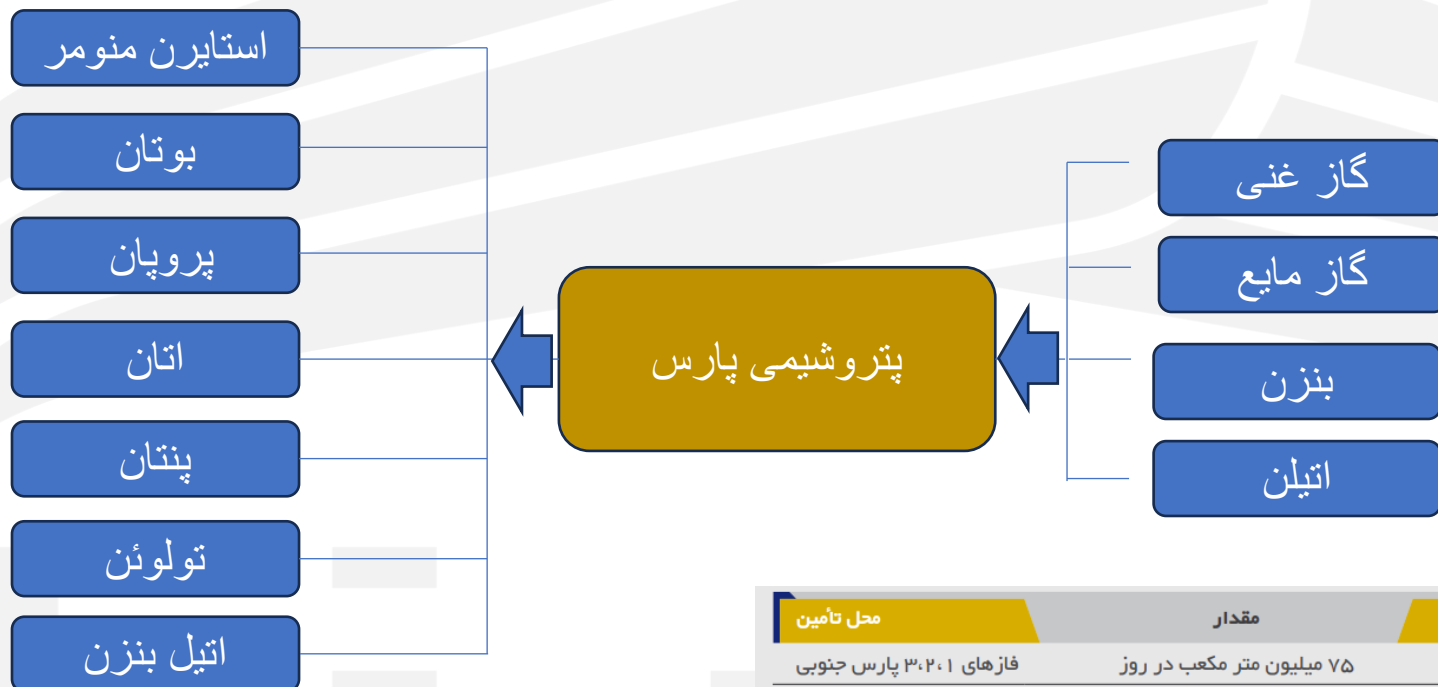 گاز غنی
گاز مایع
بنزن
اتیلن
پتروشیمی پارس
استایرن منومر
بوتان
پروپان
اتان
پنتان
تولوئن
اتیل بنزن
مقدار محل تأمین
۷۵ میلیون متر مکعب در روز فازهای ۳،۲،۱ پارس جنوبی